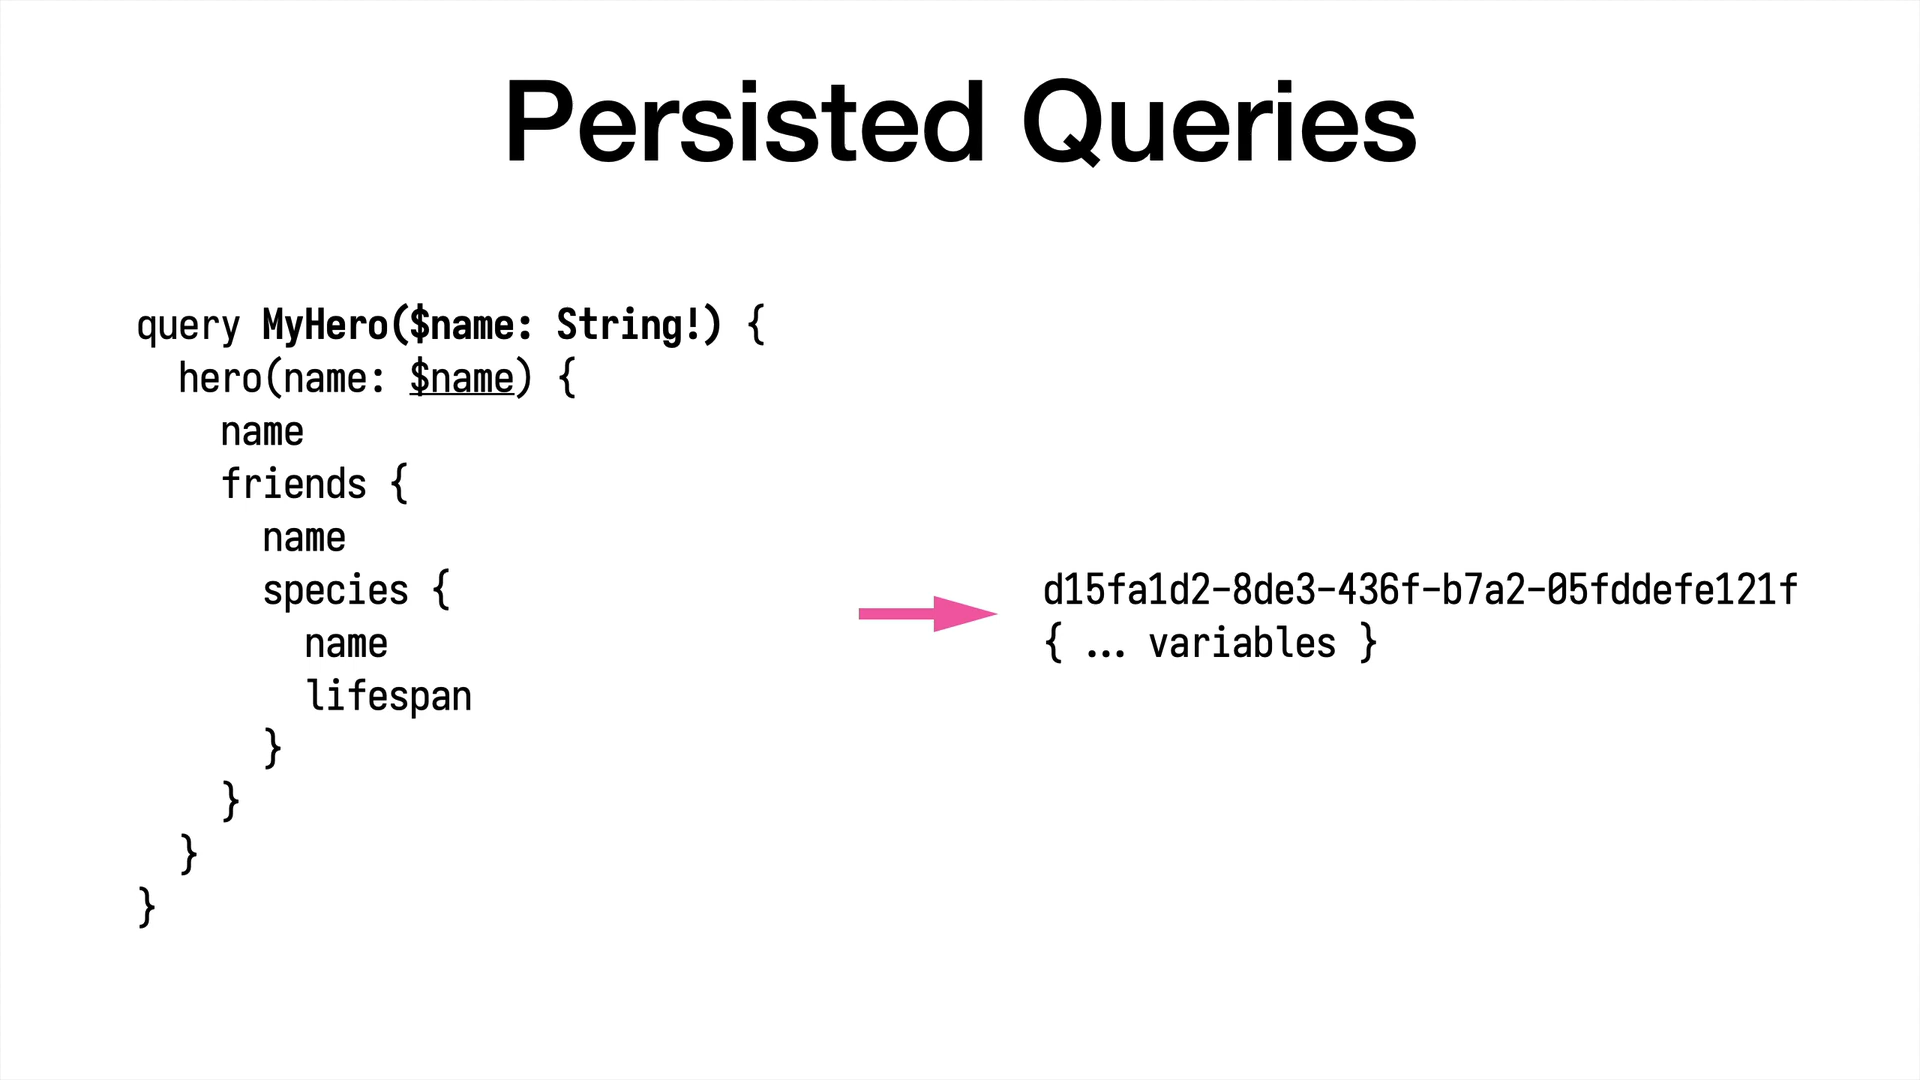 Persisted Queries
query MyHero($name: String!) {
  hero(name: $name) {
    name
    friends {
      name
      species {
        name
        lifespan
      }
    }
  }
}
d15fa1d2-8de3-436f-b7a2-05fddefe121f
{ … variables }